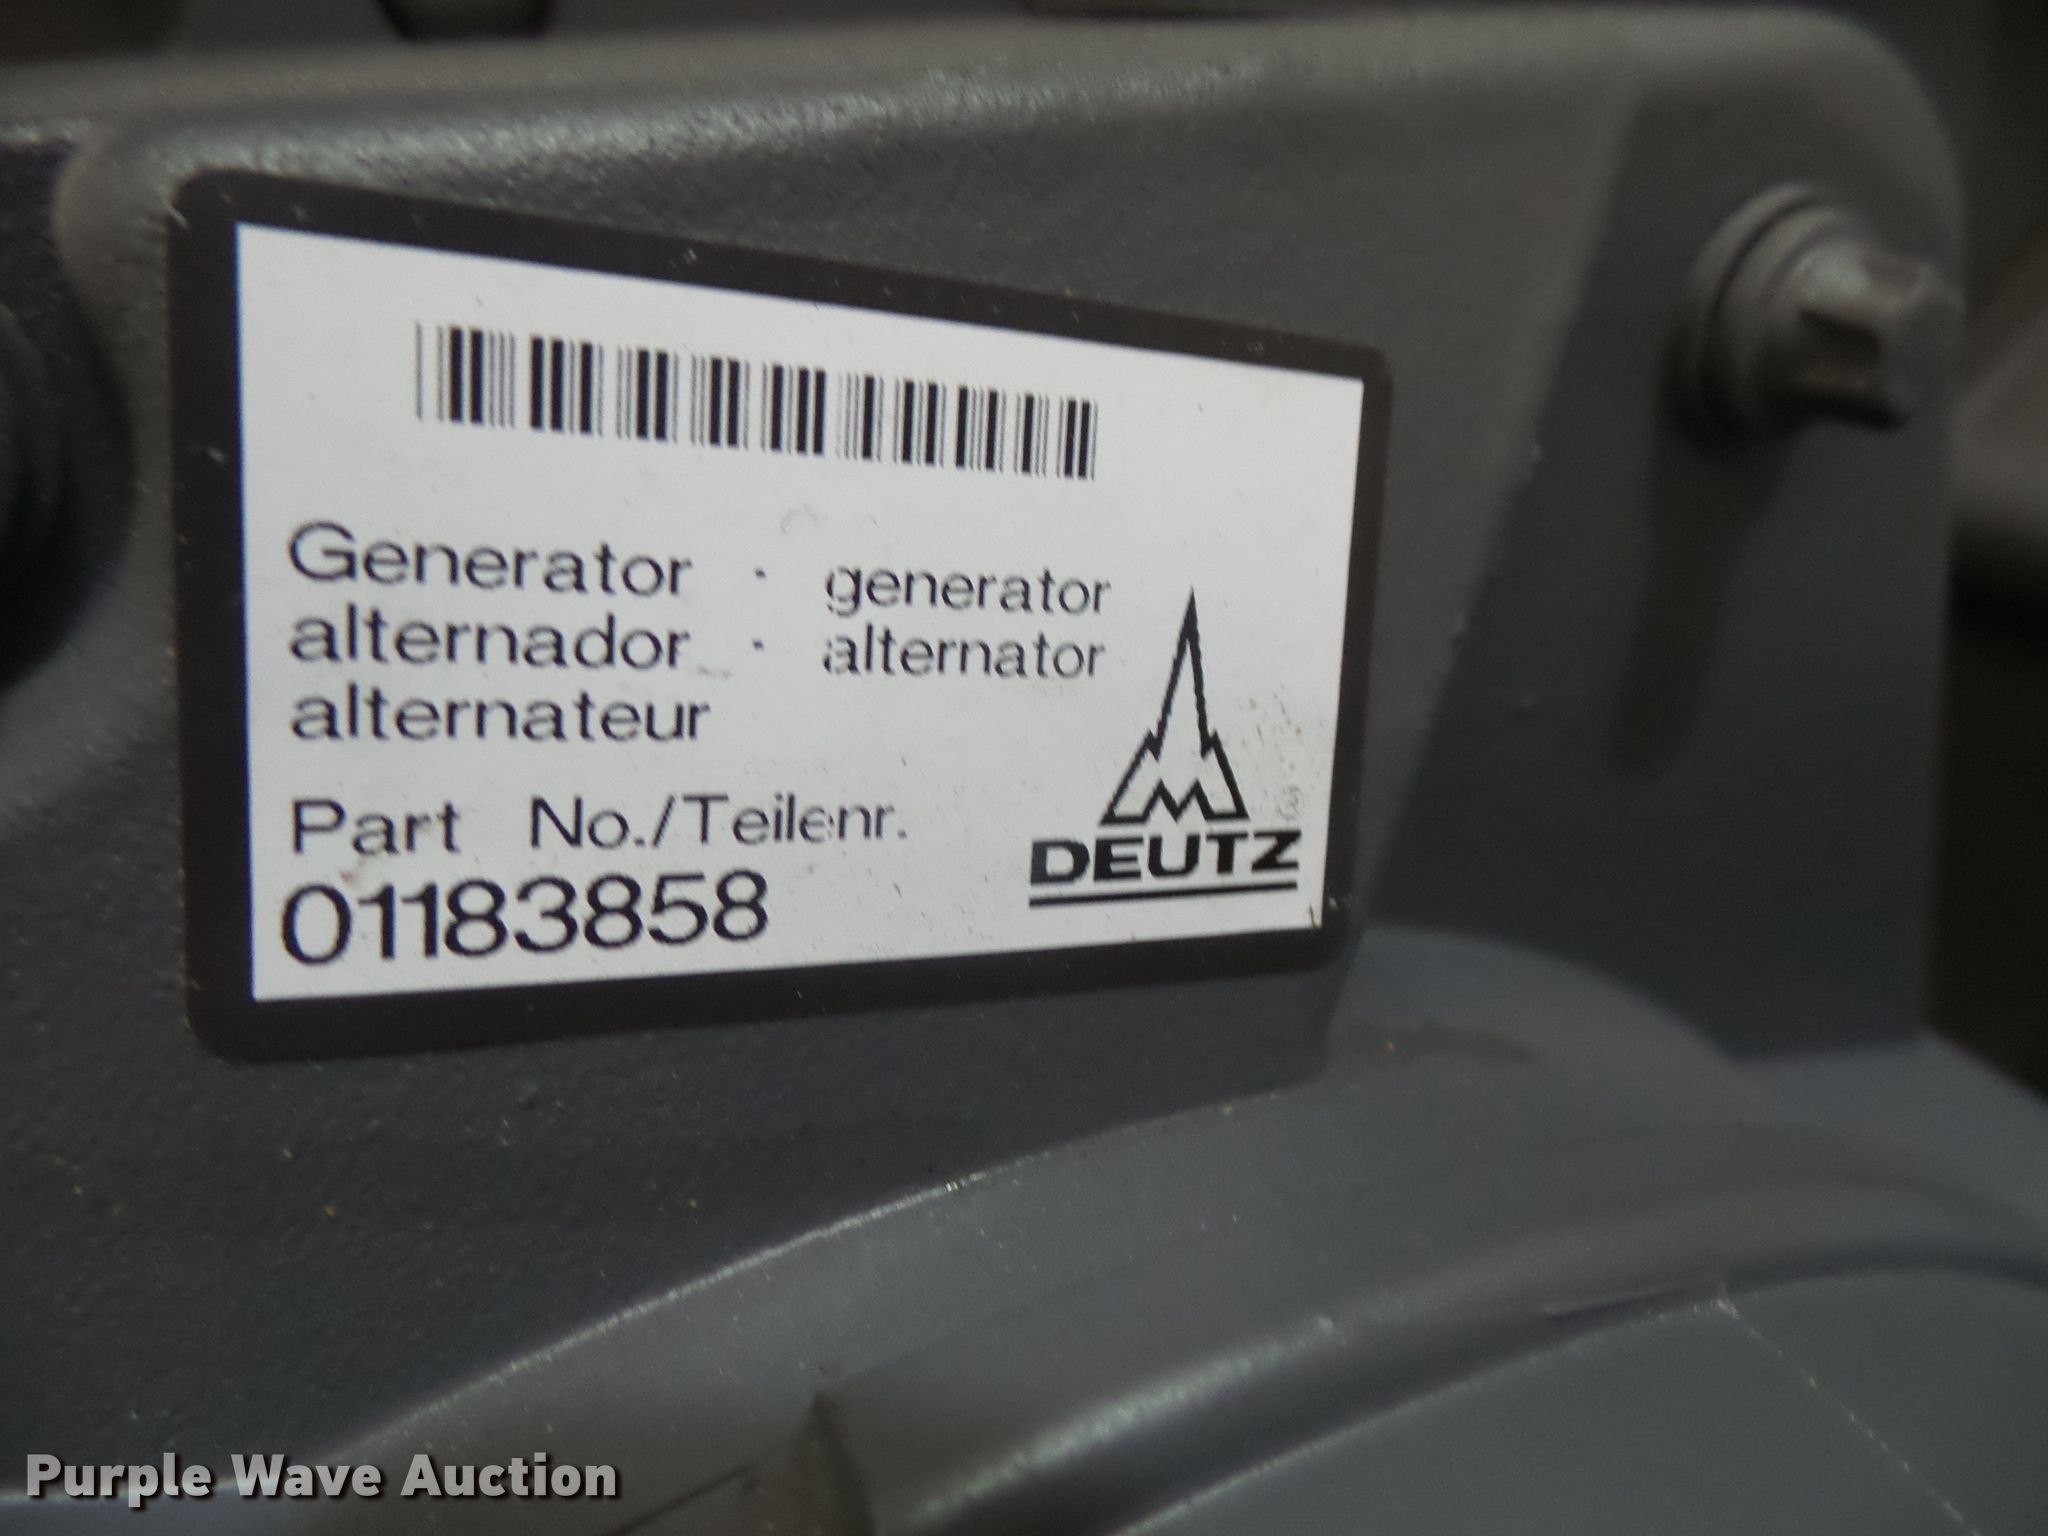 Generator · generator
alternador · alternator
alternateur
Part No./Teilenr.
01183858
DEUTZ
®
Purple Wave Auction